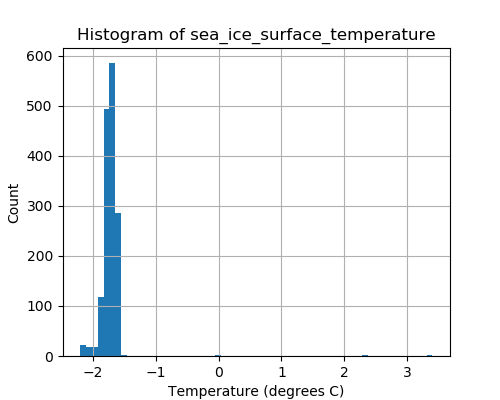 Histogram of sea_ice_surface_temperature
600
500
400
300
200
100
0
Count
−2 −1 0 1 2 3
Temperature (degrees C)